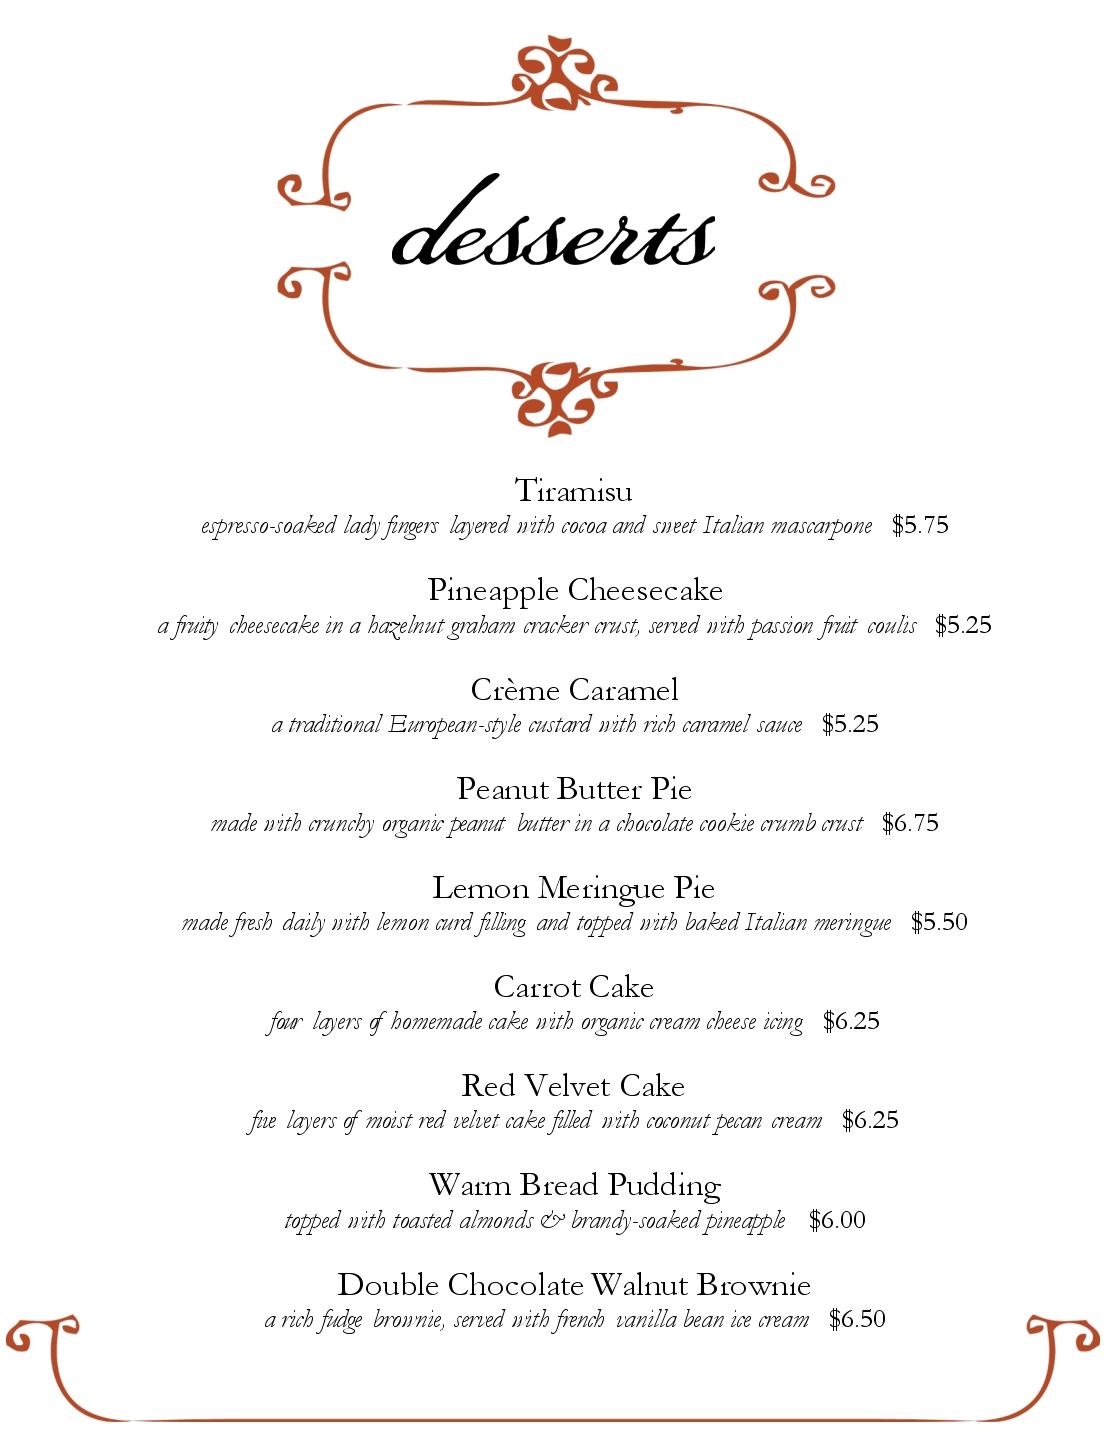 desserts
Tiramisu
espresso-soaked lady fingers layered with cocoa and sweet Italian mascarpone $5.75
Pineapple Cheesecake
a fruity cheesecake in a hazelnut graham cracker crust, served with passion fruit coulis $5.25
Crème Caramel
a traditional European-style custard with rich caramel sauce $5.25
Peanut Butter Pie
made with crunchy organic peanut butter in a chocolate cookie crumb crust $6.75
Lemon Meringue Pie
made fresh daily with lemon curd filling and topped with baked Italian meringue $5.50
Carrot Cake
four layers of homemade cake with organic cream cheese icing $6.25
Red Velvet Cake
five layers of moist red velvet cake filled with coconut pecan cream $6.25
Warm Bread Pudding
topped with toasted almonds & brandy-soaked pineapple $6.00
Double Chocolate Walnut Brownie
a rich fudge brownie, served with french vanilla bean ice cream $6.50